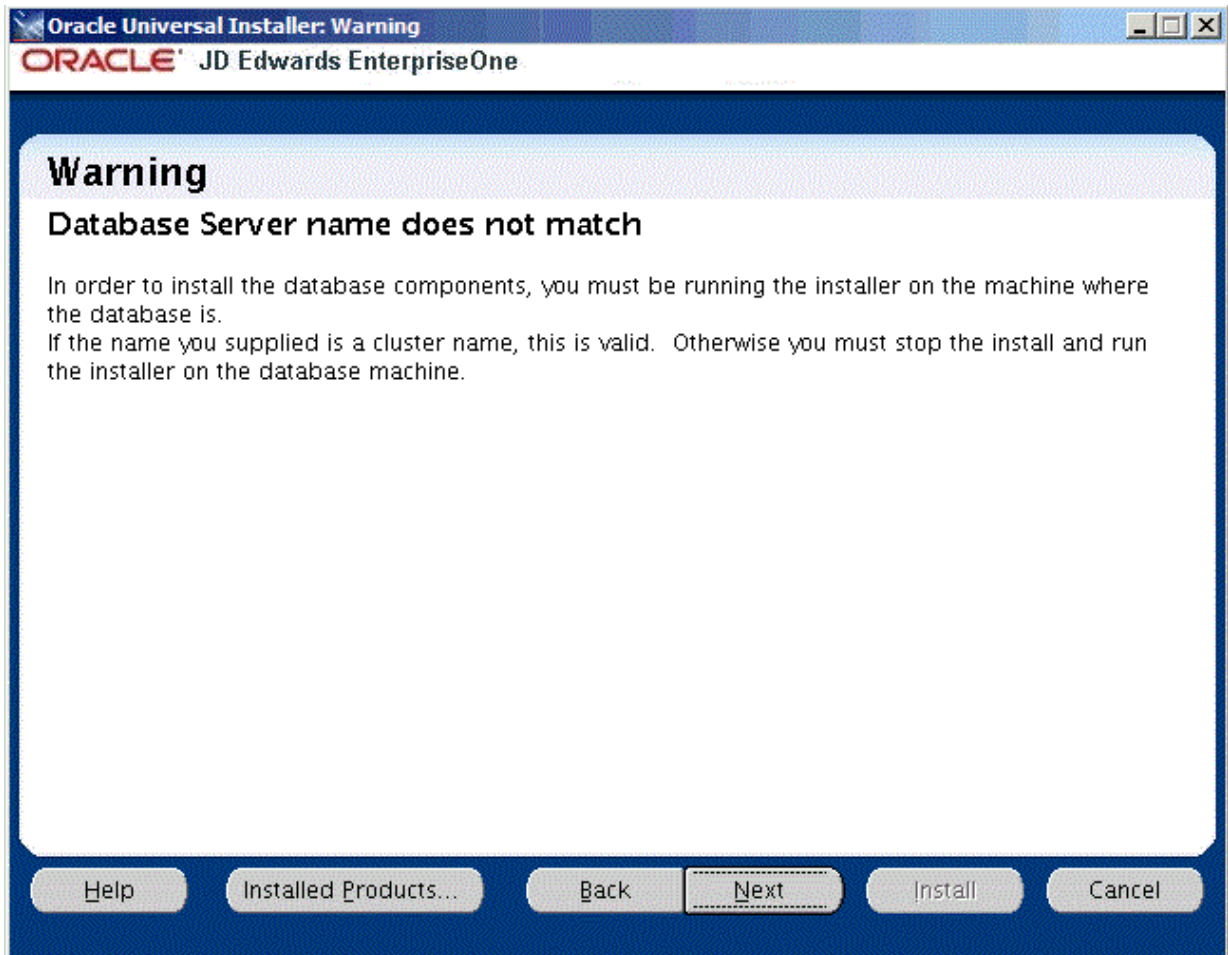 Oracle Universal Installer: Warning
ORACLE' JD Edwards EnterpriseOne
Warning
Database Server name does not match
In order to install the database components, you must be running the installer on the machine where
the database is.
If the name you supplied is a cluster name, this is valid.  Otherwise you must stop the install and run
the installer on the database machine.
Help Installed Products... Back Next Install Cancel